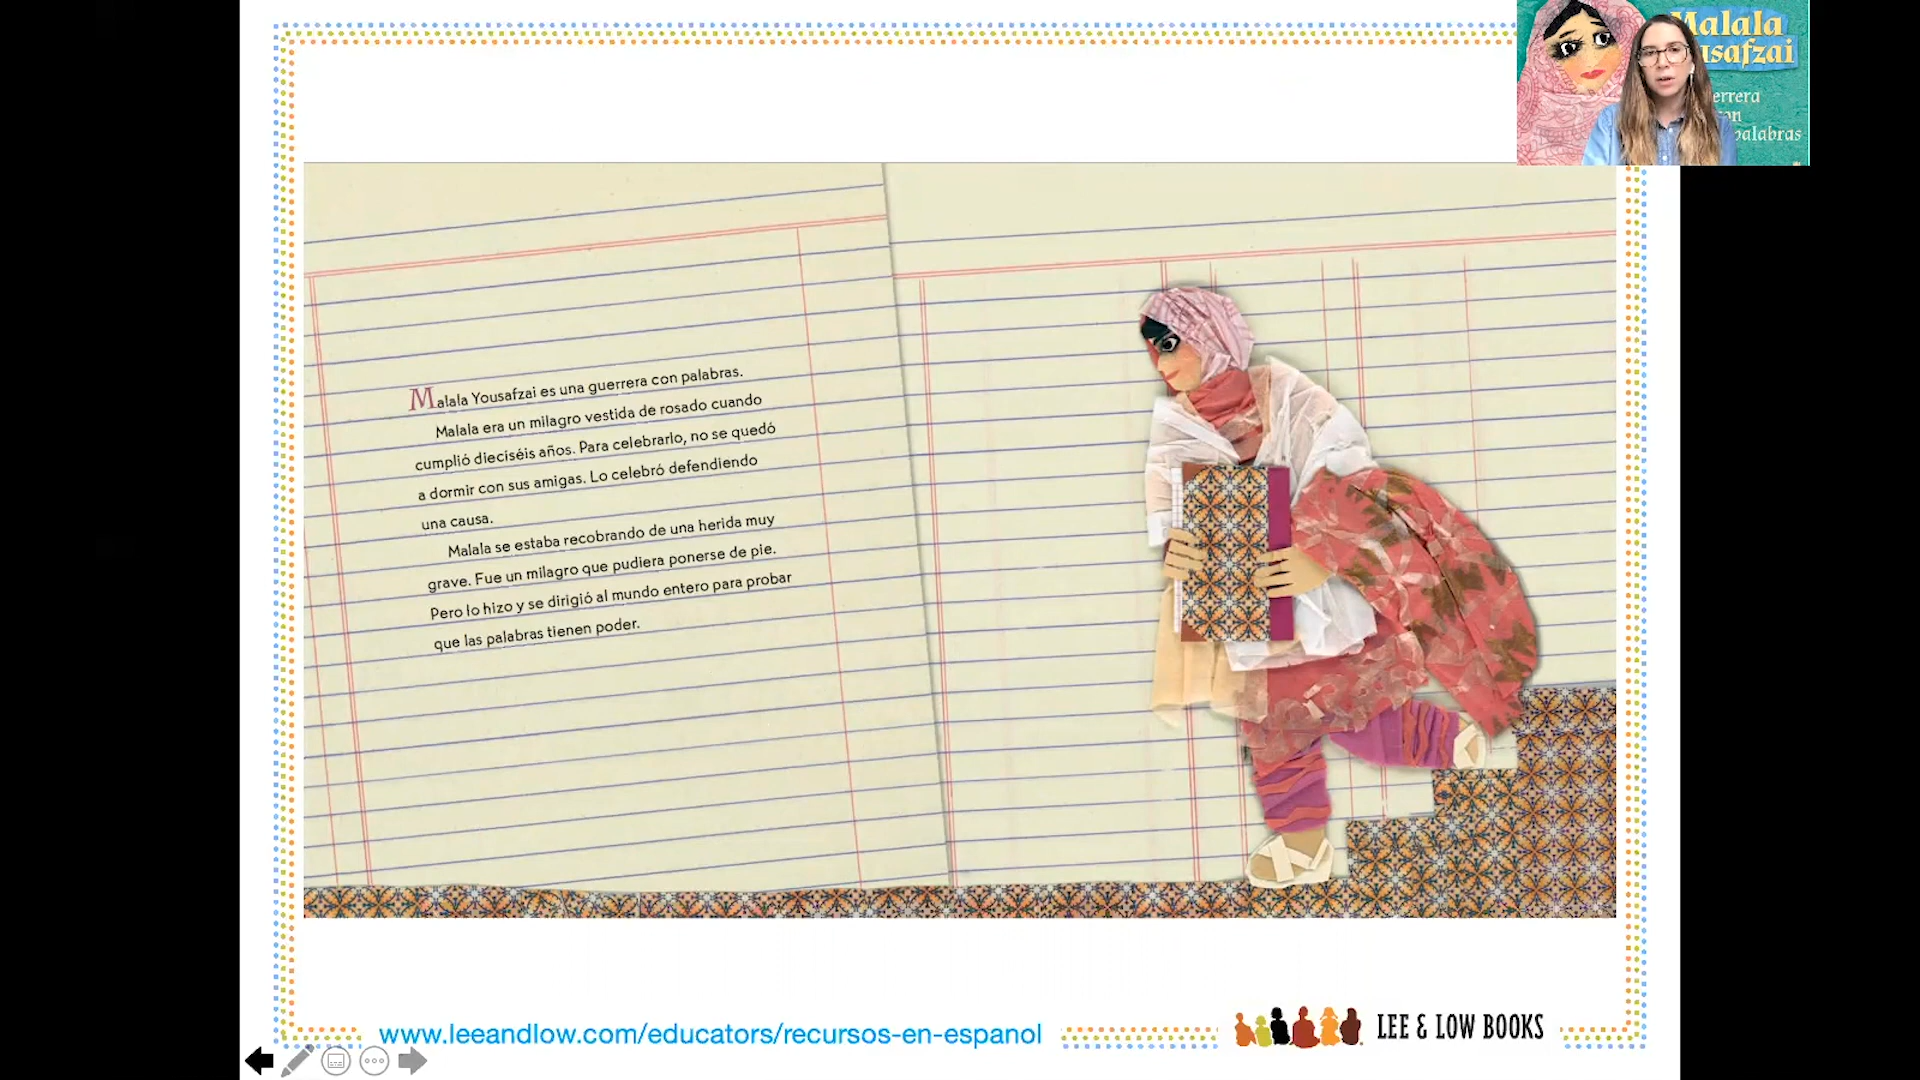 Malala
usafzai
errera
on
palabras
Malala Yousafzai es una guerrera con palabras.
Malala era un milagro vestida de rosado cuando
cumplió dieciséis años. Para celebrarlo, no se quedó
a dormir con sus amigas. Lo celebró defendiendo
una causa.
Malala se estaba recobrando de una herida muy
grave. Fue un milagro que pudiera ponerse de pie.
Pero lo hizo y se dirigió al mundo entero para probar
que las palabras tienen poder.
www.leeandlow.com/educators/recursos-en-espanol
LEE & LOW BOOKS